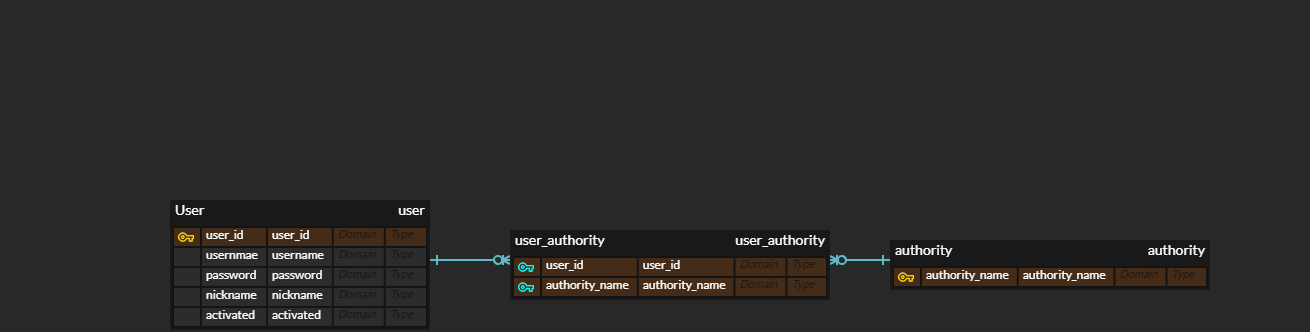 User user
user_id user_id Domain Type
usernmae username Domain Type
password password Domain Type
nickname nickname Domain Type
activated activated Domain Type
user_authority user_authority
user_id user_id Domain Type
authority_name authority_name Domain Type
authority authority
authority_name authority_name Domain Type